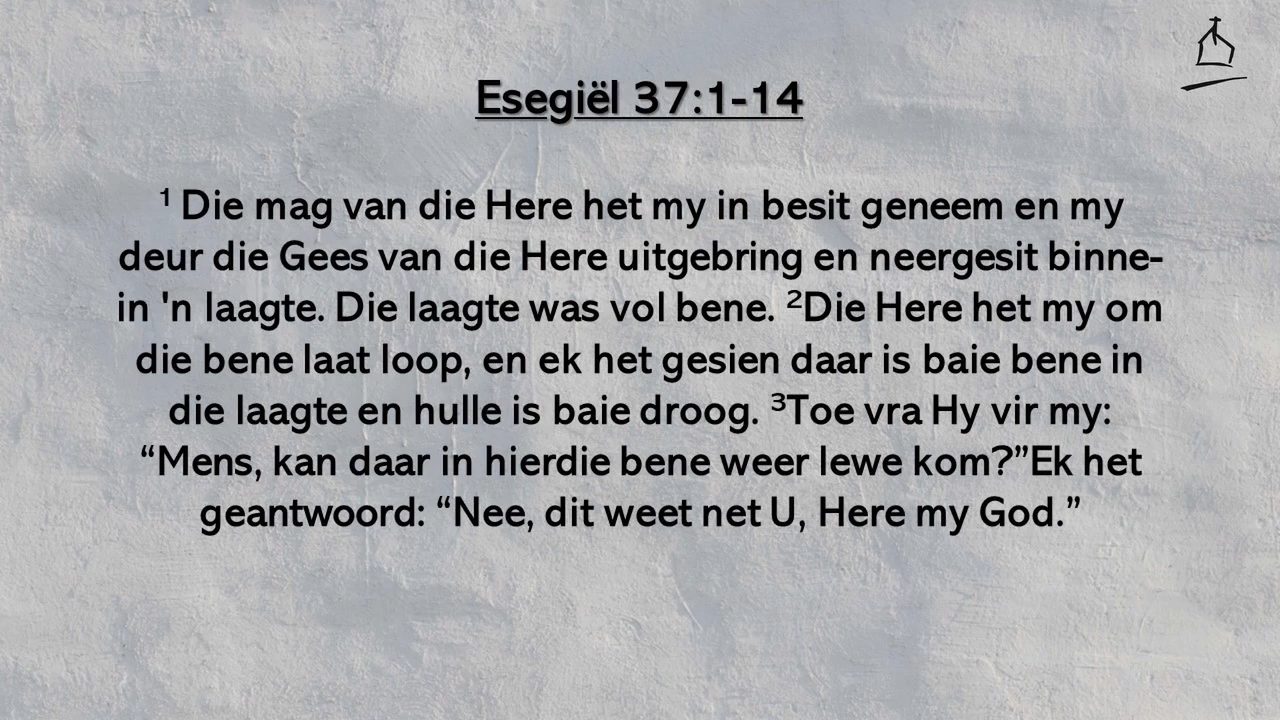 Esegiël 37:1-14
¹ Die mag van die Here het my in besit geneem en my
deur die Gees van die Here uitgebring en neergesit binne-
in 'n laagte. Die laagte was vol bene. ²Die Here het my om
die bene laat loop, en ek het gesien daar is baie bene in
die laagte en hulle is baie droog. ³Toe vra Hy vir my:
“Mens, kan daar in hierdie bene weer lewe kom?”Ek het
geantwoord: “Nee, dit weet net U, Here my God.”